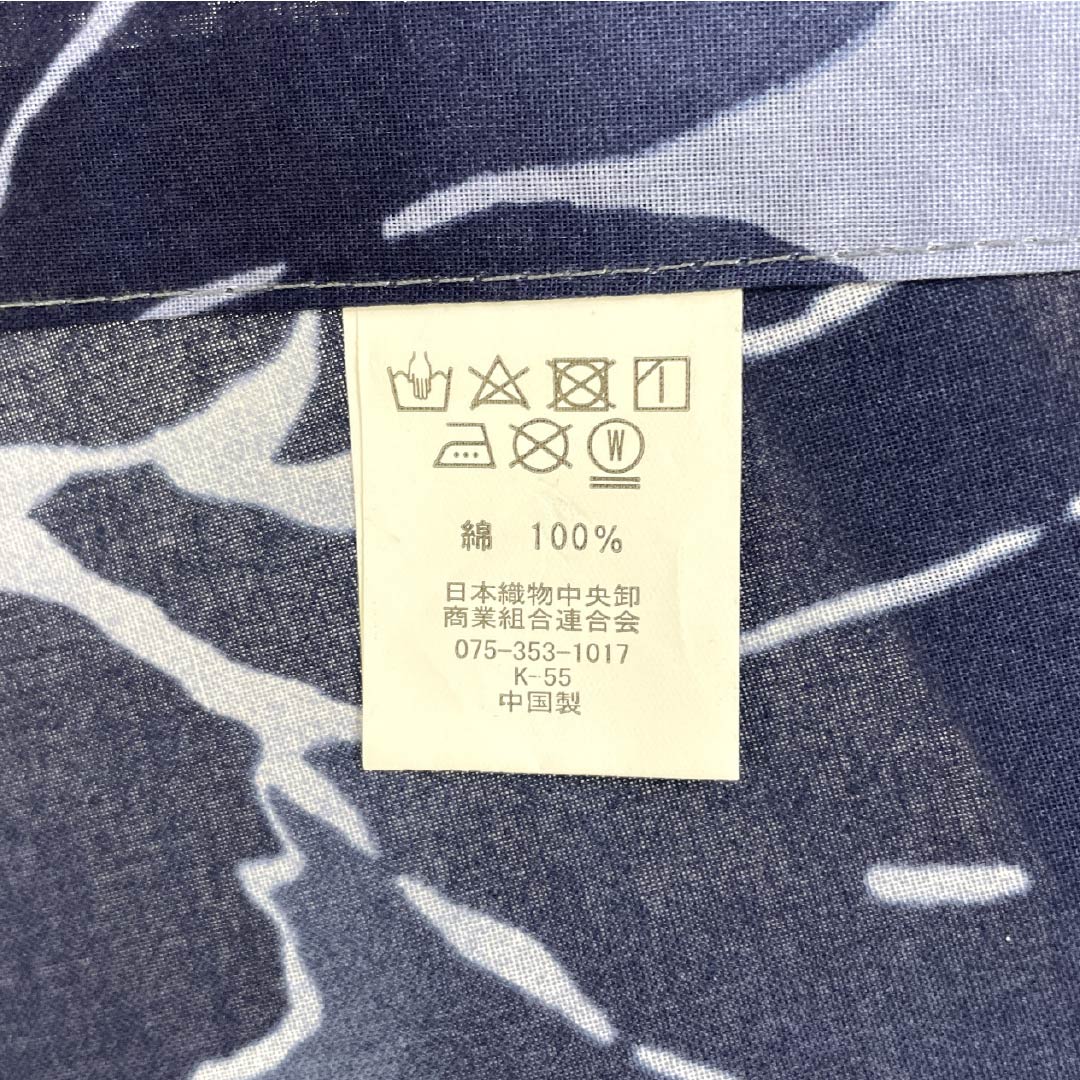 W
綿 100%
日本織物中央卸
商業組合連合会
075-353-1017
K-55
中国製